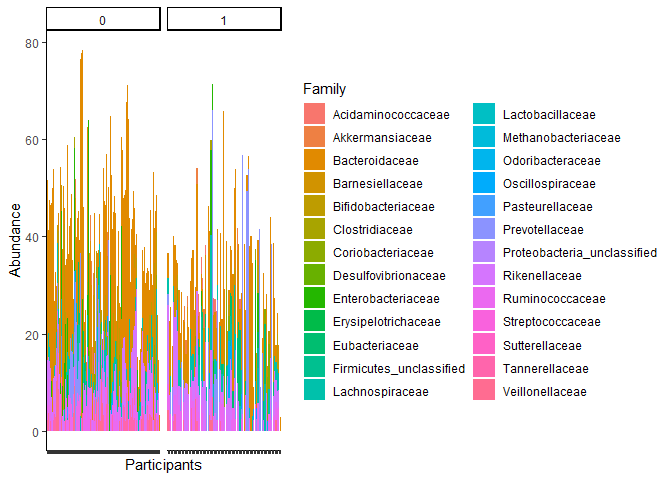 0
1
80
60
40
20
0
Abundance
Participants
Family
Acidaminococcaceae
Akkermansiaceae
Bacteroidaceae
Barnesiellaceae
Bifidobacteriaceae
Clostridiaceae
Coriobacteriaceae
Desulfovibrionaceae
Enterobacteriaceae
Erysipelotrichaceae
Eubacteriaceae
Firmicutes_unclassified
Lachnospiraceae
Lactobacillaceae
Methanobacteriaceae
Odoribacteraceae
Oscillospiraceae
Pasteurellaceae
Prevotellaceae
Proteobacteria_unclassified
Rikenellaceae
Ruminococcaceae
Streptococcaceae
Sutterellaceae
Tannerellaceae
Veillonellaceae